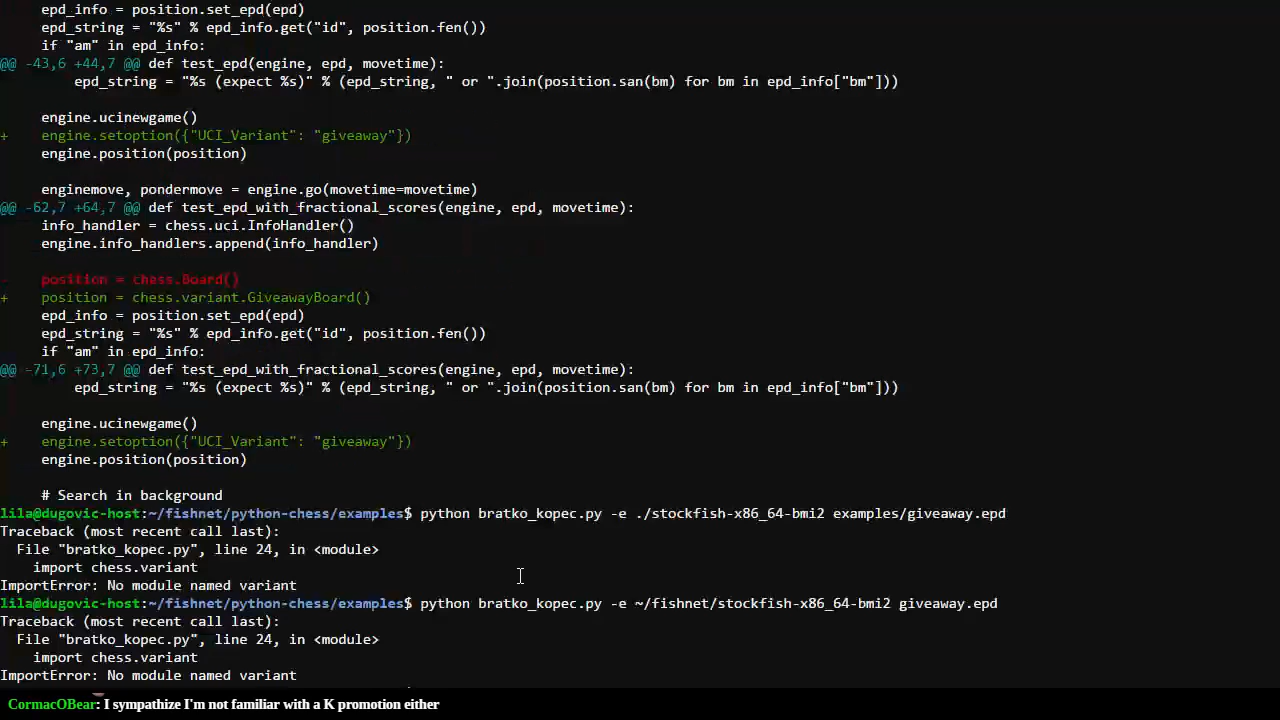 epd_info = position.set_epd(epd)
     epd_string = "%s" % epd_info.get("id", position.fen())
     if "am" in epd_info:
@@ -43,6 +44,7 @@ def test_epd(engine, epd, movetime):
         epd_string = "%s (expect %s)" % (epd_string, " or ".join(position.san(bm) for bm in epd_info["bm"]))
     engine.ucinewgame()
+    engine.setoption({"UCI_Variant": "giveaway"})
     engine.position(position)
     enginemove, pondermove = engine.go(movetime=movetime)
@@ -62,7 +64,7 @@ def test_epd_with_fractional_scores(engine, epd, movetime):
     info_handler = chess.uci.InfoHandler()
     engine.info_handlers.append(info_handler)
-    position = chess.Board()
+    position = chess.variant.GiveawayBoard()
     epd_info = position.set_epd(epd)
     epd_string = "%s" % epd_info.get("id", position.fen())
     if "am" in epd_info:
@@ -71,6 +73,7 @@ def test_epd_with_fractional_scores(engine, epd, movetime):
         epd_string = "%s (expect %s)" % (epd_string, " or ".join(position.san(bm) for bm in epd_info["bm"]))
     engine.ucinewgame()
+    engine.setoption({"UCI_Variant": "giveaway"})
     engine.position(position)
     # Search in background
lila@dugovic-host:~/fishnet/python-chess/examples$ python bratko_kopec.py -e ./stockfish-x86_64-bmi2 examples/giveaway.epd
Traceback (most recent call last):
  File "bratko_kopec.py", line 24, in <module>
    import chess.variant
ImportError: No module named variant
lila@dugovic-host:~/fishnet/python-chess/examples$ python bratko_kopec.py -e ~/fishnet/stockfish-x86_64-bmi2 giveaway.epd
Traceback (most recent call last):
  File "bratko_kopec.py", line 24, in <module>
    import chess.variant
ImportError: No module named variant
CormacOBear: I sympathize I'm not familiar with a K promotion either